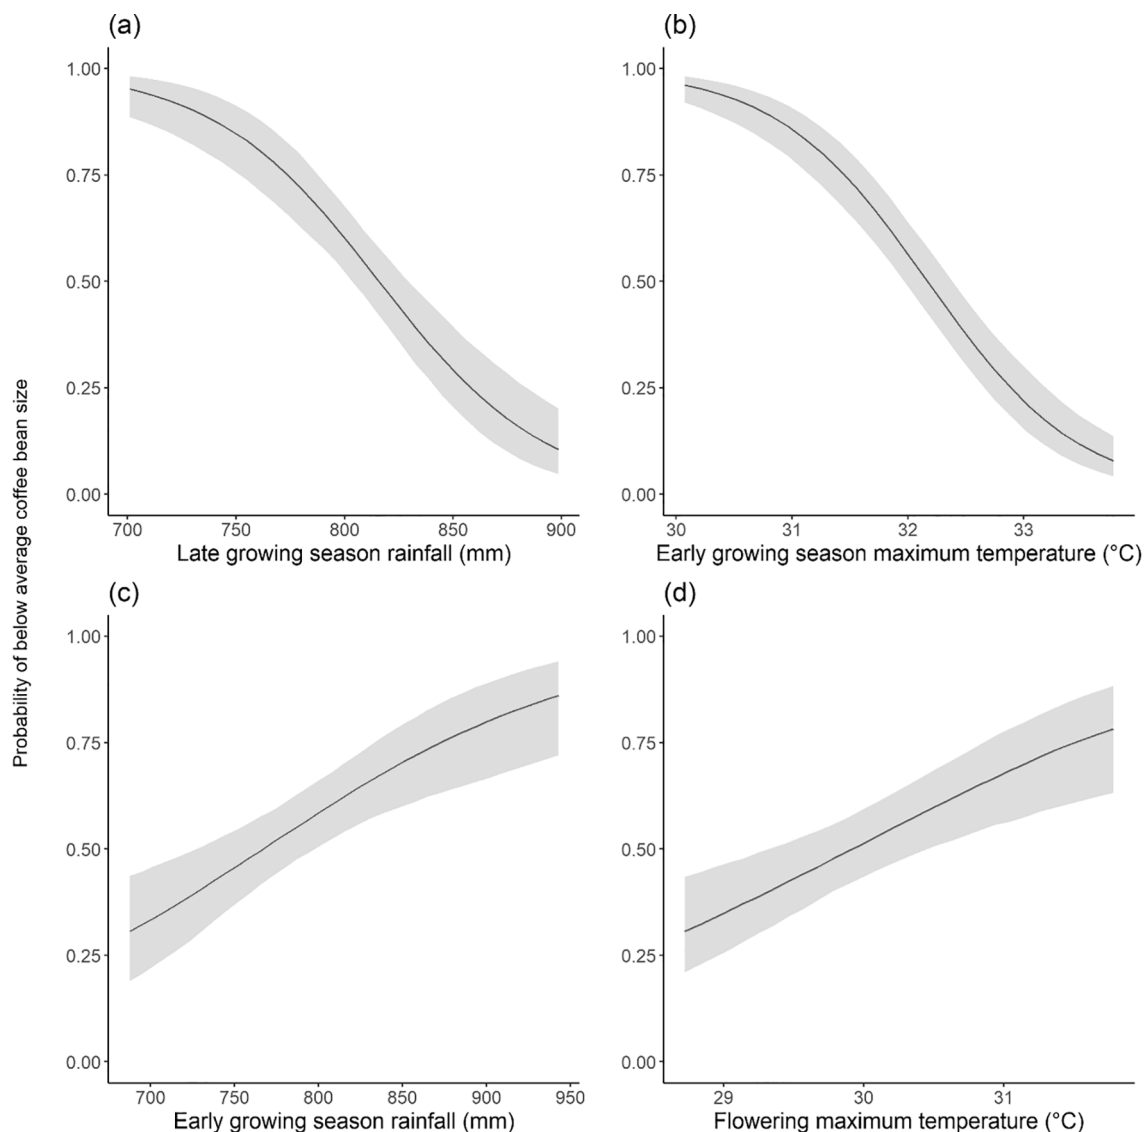 (a)
1.00
0.75
0.50
0.25
0.00
700 750 800 850 900
Late growing season rainfall (mm)
(b)
1.00
0.75
0.50
0.25
0.00
30 31 32 33
Early growing season maximum temperature (°C)
Probability of below average coffee bean size
(c)
1.00
0.75
0.50
0.25
0.00
700 750 800 850 900 950
Early growing season rainfall (mm)
(d)
1.00
0.75
0.50
0.25
0.00
29 30 31
Flowering maximum temperature (°C)